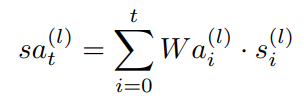 sa_t^{(l)} = \sum_{i=0}^{t} Wa_i^{(l)} \cdot s_i^{(l)}